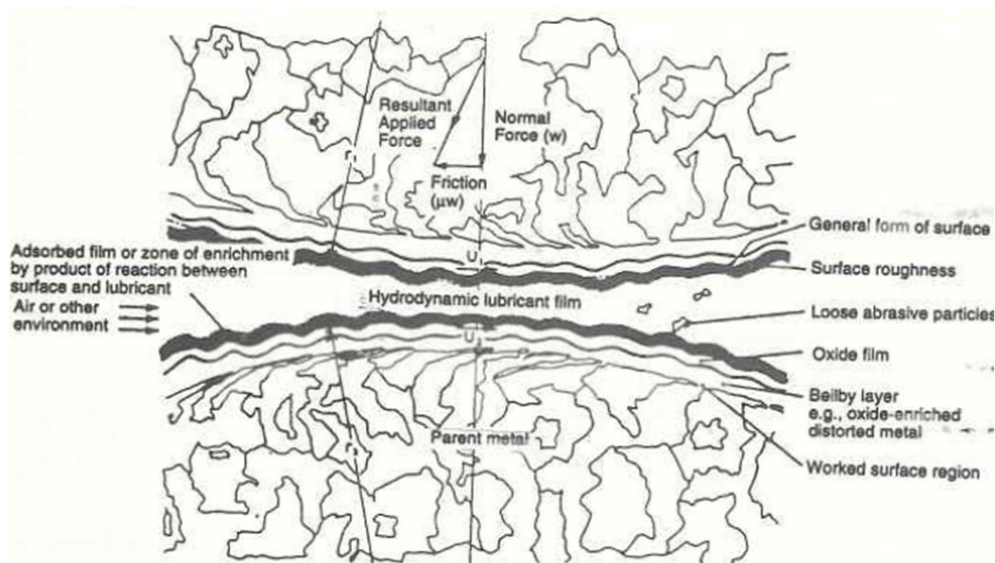 Resultant
Applied
Force
Normal
Force (w)
Friction
(μw)
General form of surface
Adsorbed film or zone of enrichment
by product of reaction between
surface and lubricant
Surface roughness
Air or other
environment
Hydrodynamic lubricant film
Loose abrasive particles
Oxide film
Beilby layer
e.g., oxide-enriched
distorted metal
Parent metal
Worked surface region